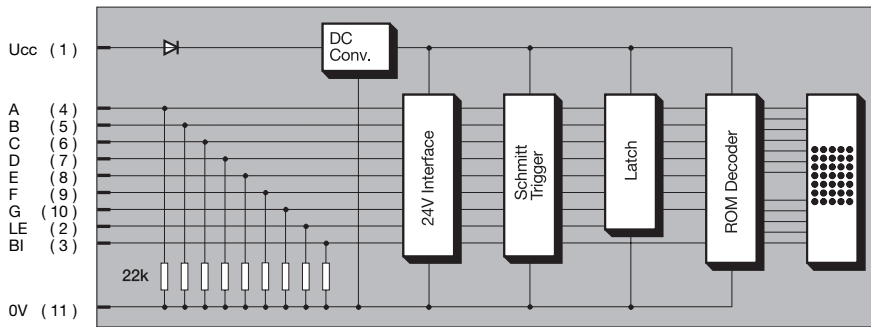 Ucc ( 1 )
DC
Conv.
A ( 4 )
B ( 5 )
C ( 6 )
D ( 7 )
E ( 8 )
F ( 9 )
G ( 10 )
LE ( 2 )
BI ( 3 )
24V Interface
Schmitt
Trigger
Latch
ROM Decoder
22k
0V ( 11 )